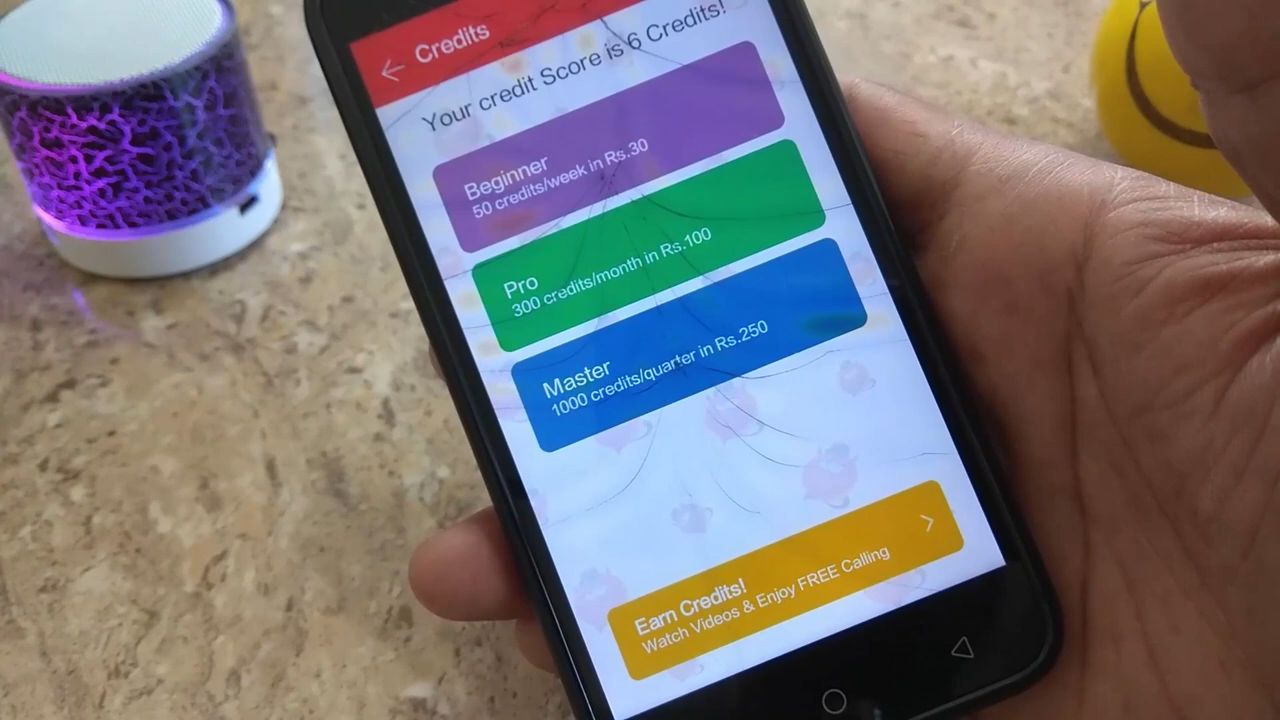 Credits
Your credit Score is 6 Credits!
Beginner
50 credits/week in Rs.30
Pro
300 credits/month in Rs.100
Master
1000 credits/quarter in Rs.250
Earn Credits!
Watch Videos & Enjoy FREE Calling